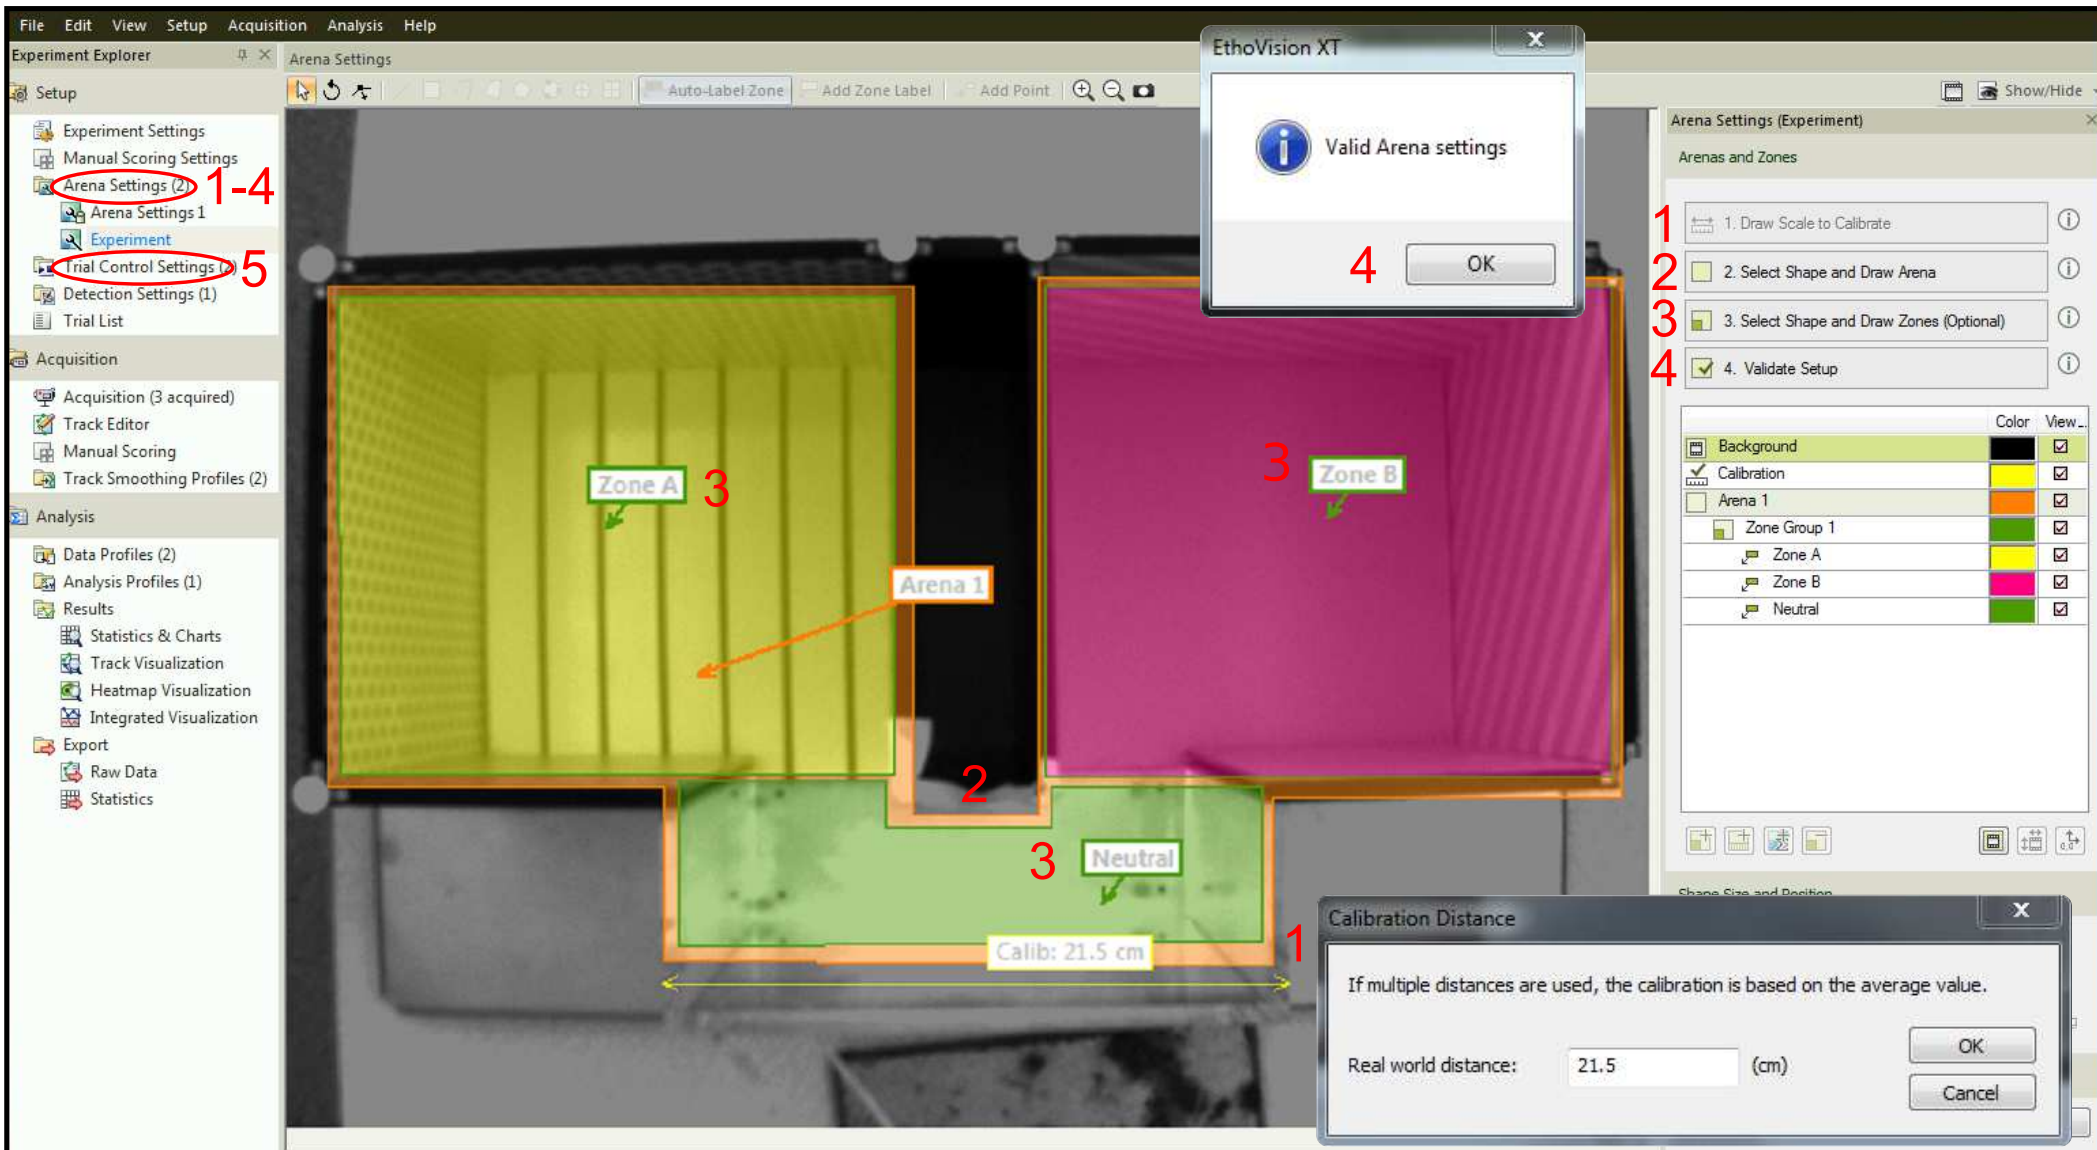 File Edit View Setup Acquisition Analysis Help
Experiment Explorer
Arena Settings
Setup
Auto-Label Zone Add Zone Label Add Point
Show/Hide
Experiment Settings
Manual Scoring Settings
Arena Settings (2) 1-4
Arena Settings 1
Experiment
Trial Control Settings (2) 5
Detection Settings (1)
Trial List
Acquisition
Acquisition (3 acquired)
Track Editor
Manual Scoring
Track Smoothing Profiles (2)
Analysis
Data Profiles (2)
Analysis Profiles (1)
Results
Statistics & Charts
Track Visualization
Heatmap Visualization
Integrated Visualization
Export
Raw Data
Statistics
Zone A 3
3 Zone B
Arena 1
2
3 Neutral
Calib: 21.5 cm
1
EthoVision XT
X
Valid Arena settings
4 OK
Arena Settings (Experiment)
Arenas and Zones
1 1. Draw Scale to Calibrate
2 2. Select Shape and Draw Arena
3 3. Select Shape and Draw Zones (Optional)
4 4. Validate Setup
Color View...
Background
Calibration
Arena 1
Zone Group 1
Zone A
Zone B
Neutral
Shape Size and Position
Calibration Distance
X
If multiple distances are used, the calibration is based on the average value.
Real world distance: 21.5 (cm)
OK
Cancel